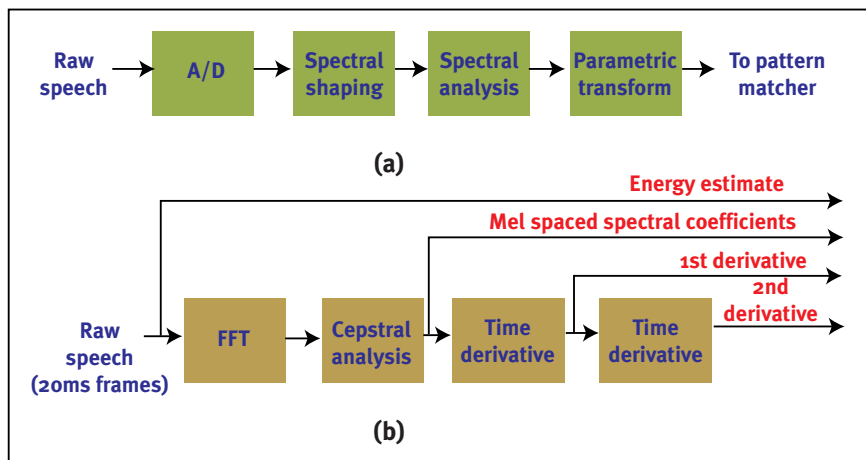 Raw
speech
A/D
Spectral
shaping
Spectral
analysis
Parametric
transform
To pattern
matcher
(a)
Energy estimate
Mel spaced spectral coefficients
1st derivative
2nd
derivative
Raw
speech
(20ms frames)
FFT
Cepstral
analysis
Time
derivative
Time
derivative
(b)